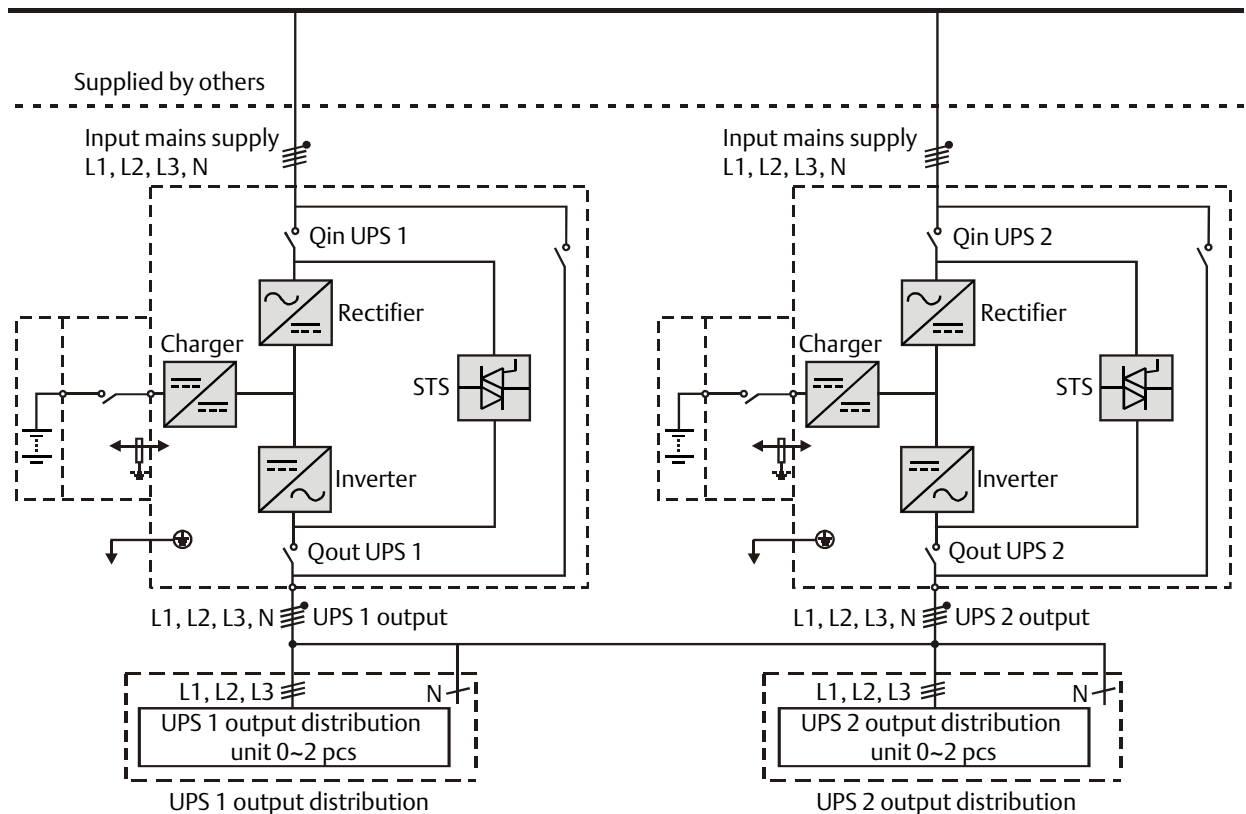 Supplied by others
Input mains supply
L1, L2, L3, N
Input mains supply
L1, L2, L3, N
Qin UPS 1
Qin UPS 2
Rectifier
Rectifier
Charger
Charger
STS
STS
Inverter
Inverter
Qout UPS 1
Qout UPS 2
L1, L2, L3, N
UPS 1 output
L1, L2, L3, N
UPS 2 output
L1, L2, L3
N
L1, L2, L3
N
UPS 1 output distribution
unit 0~2 pcs
UPS 2 output distribution
unit 0~2 pcs
UPS 1 output distribution
UPS 2 output distribution